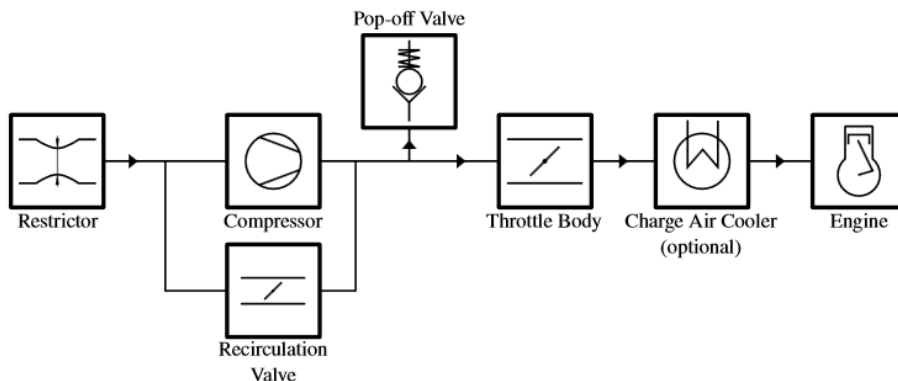 Pop-off Valve
Restrictor
Compressor
Throttle Body
Charge Air Cooler
(optional)
Engine
Recirculation
Valve